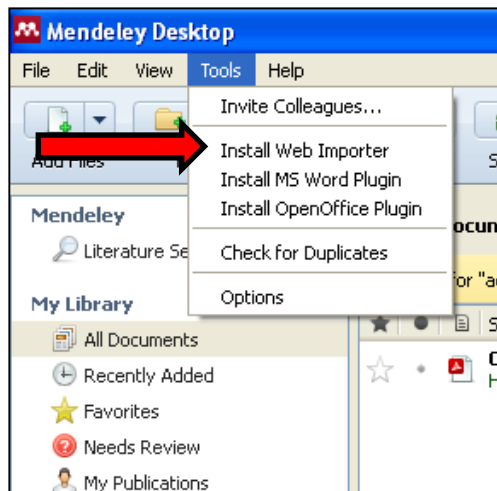 Mendeley Desktop
File Edit View Tools Help
Invite Colleagues...
Install Web Importer
Install MS Word Plugin
Install OpenOffice Plugin
Check for Duplicates
Options
Add Files
Mendeley
Literature Se
My Library
All Documents
Recently Added
Favorites
Needs Review
My Publications
ocun
for "a